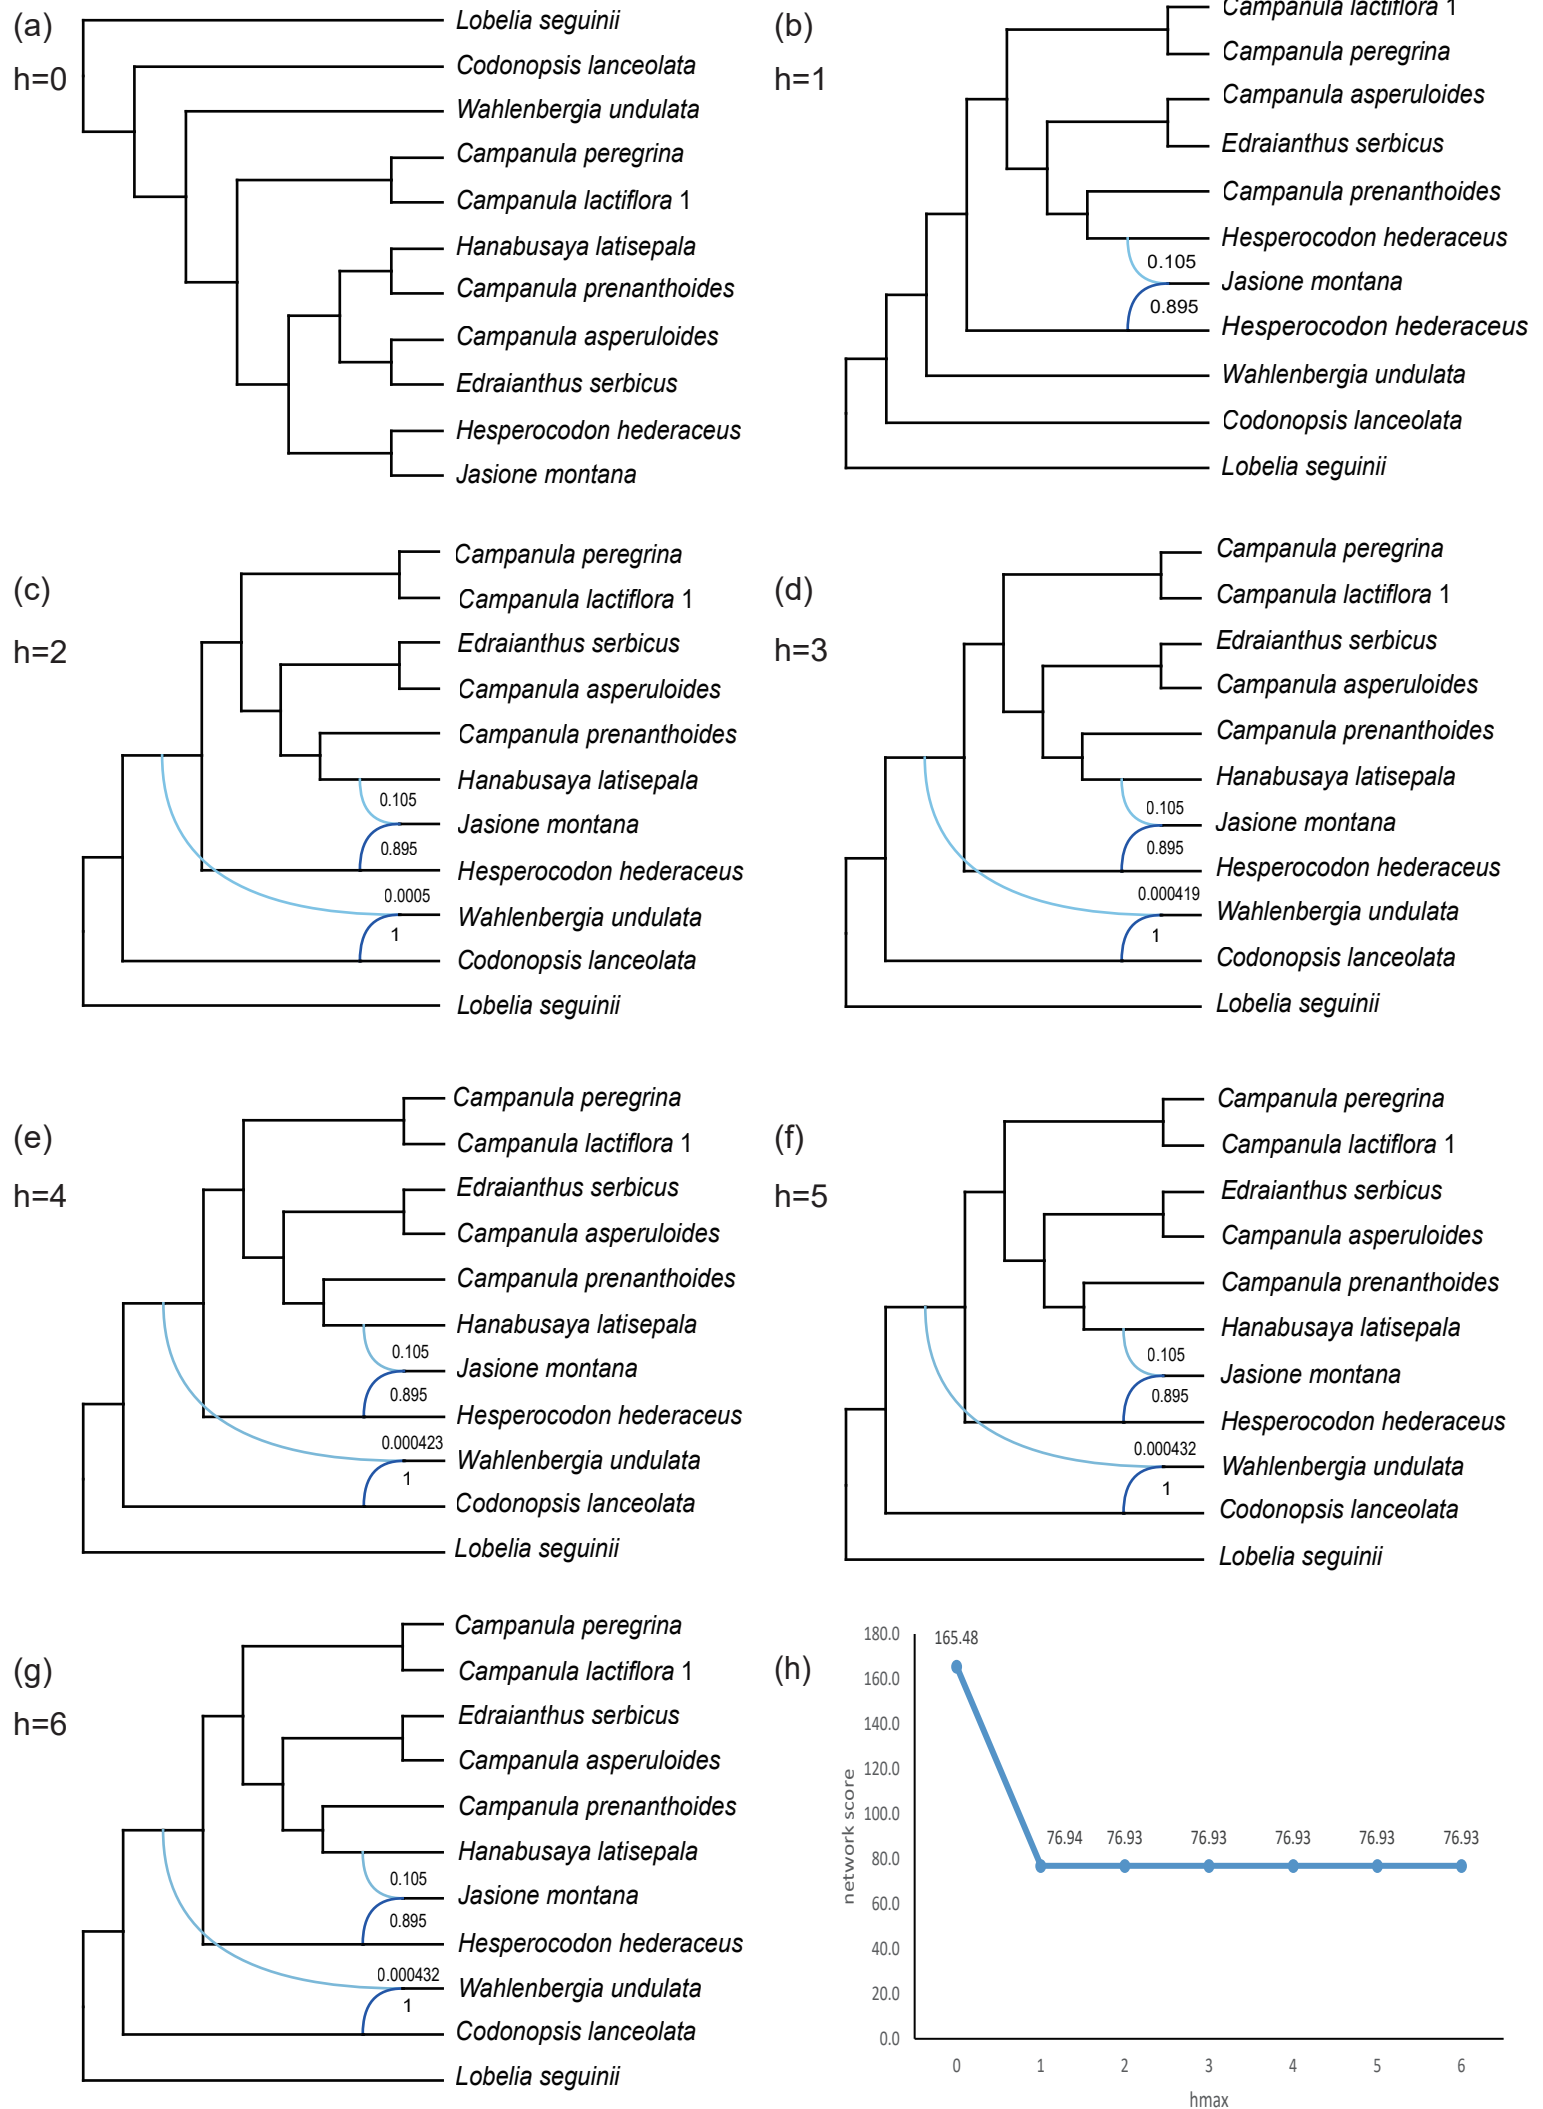 (a)
h=0
Lobelia seguinii
Codonopsis lanceolata
Wahlenbergia undulata
Campanula peregrina
Campanula lactiflora 1
Hanabusaya latisepala
Campanula prenanthoides
Campanula asperuloides
Edraianthus serbicus
Hesperocodon hederaceus
Jasione montana
(b)
h=1
Campanula lactiflora 1
Campanula peregrina
Campanula asperuloides
Edraianthus serbicus
Campanula prenanthoides
Hesperocodon hederaceus
0.105
Jasione montana
0.895
Hesperocodon hederaceus
Wahlenbergia undulata
Codonopsis lanceolata
Lobelia seguinii
(c)
h=2
Campanula peregrina
Campanula lactiflora 1
Edraianthus serbicus
Campanula asperuloides
Campanula prenanthoides
Hanabusaya latisepala
0.105
Jasione montana
0.895
Hesperocodon hederaceus
0.0005
Wahlenbergia undulata
1
Codonopsis lanceolata
Lobelia seguinii
(d)
h=3
Campanula peregrina
Campanula lactiflora 1
Edraianthus serbicus
Campanula asperuloides
Campanula prenanthoides
Hanabusaya latisepala
0.105
Jasione montana
0.895
Hesperocodon hederaceus
0.000419
Wahlenbergia undulata
1
Codonopsis lanceolata
Lobelia seguinii
(e)
h=4
Campanula peregrina
Campanula lactiflora 1
Edraianthus serbicus
Campanula asperuloides
Campanula prenanthoides
Hanabusaya latisepala
0.105
Jasione montana
0.895
Hesperocodon hederaceus
0.000423
Wahlenbergia undulata
1
Codonopsis lanceolata
Lobelia seguinii
(f)
h=5
Campanula peregrina
Campanula lactiflora 1
Edraianthus serbicus
Campanula asperuloides
Campanula prenanthoides
Hanabusaya latisepala
0.105
Jasione montana
0.895
Hesperocodon hederaceus
0.000432
Wahlenbergia undulata
1
Codonopsis lanceolata
Lobelia seguinii
(g)
h=6
Campanula peregrina
Campanula lactiflora 1
Edraianthus serbicus
Campanula asperuloides
Campanula prenanthoides
Hanabusaya latisepala
0.105
Jasione montana
0.895
Hesperocodon hederaceus
0.000432
Wahlenbergia undulata
1
Codonopsis lanceolata
Lobelia seguinii
(h)
network score
180.0
160.0
140.0
120.0
100.0
80.0
60.0
40.0
20.0
0.0
165.48
76.94 76.93 76.93 76.93 76.93 76.93
0 1 2 3 4 5 6
hmax